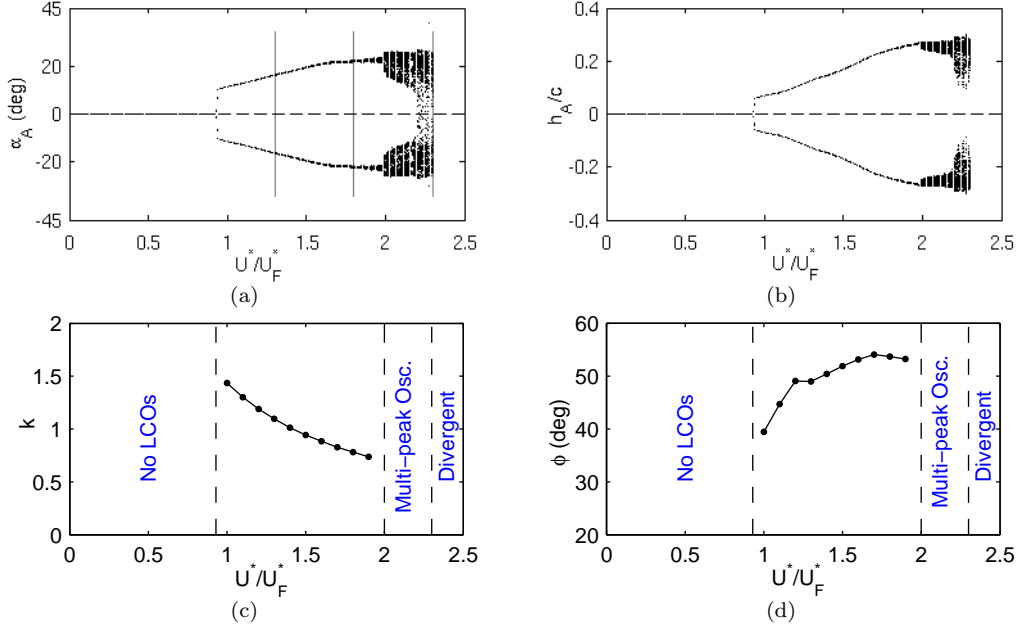 45
20
0
-20
-45
α_A (deg)
0 0.5 1 1.5 2 2.5
U*/U*_F
(a)
0.4
0.2
0
-0.2
-0.4
h_A/c
0 0.5 1 1.5 2 2.5
U*/U*_F
(b)
2
1.5
1
0.5
0
k
No LCOs
Multi−peak Osc.
Divergent
0 0.5 1 1.5 2 2.5
U*/U*_F
(c)
60
50
40
30
20
ϕ (deg)
No LCOs
Multi−peak Osc.
Divergent
0 0.5 1 1.5 2 2.5
U*/U*_F
(d)